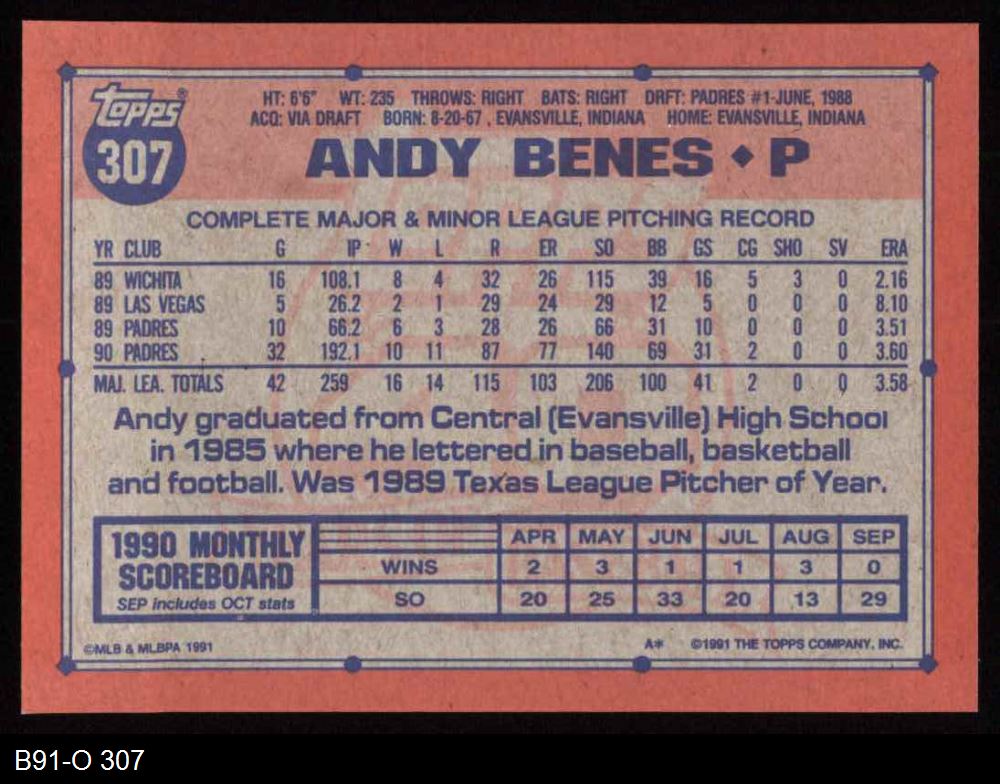 topps®
307
HT: 6'6" WT: 235 THROWS: RIGHT BATS: RIGHT DRFT: PADRES #1-JUNE, 1988
ACQ: VIA DRAFT BORN: 8-20-67, EVANSVILLE, INDIANA HOME: EVANSVILLE, INDIANA
ANDY BENES ◆ P
COMPLETE MAJOR & MINOR LEAGUE PITCHING RECORD
YR CLUB G IP W L R ER SO BB GS CG SHO SV ERA
89 WICHITA 16 108.1 8 4 32 26 115 39 16 5 3 0 2.16
89 LAS VEGAS 5 26.2 2 1 29 24 29 12 5 0 0 0 8.10
89 PADRES 10 66.2 6 3 28 26 66 31 10 0 0 0 3.51
90 PADRES 32 192.1 10 11 87 77 140 69 31 2 0 0 3.60
MAJ. LEA. TOTALS 42 259 16 14 115 103 206 100 41 2 0 0 3.58
Andy graduated from Central (Evansville) High School
in 1985 where he lettered in baseball, basketball
and football. Was 1989 Texas League Pitcher of Year.
1990 MONTHLY
SCOREBOARD
SEP includes OCT stats
APR MAY JUN JUL AUG SEP
WINS 2 3 1 1 3 0
SO 20 25 33 20 13 29
©MLB & MLBPA 1991 A* ©1991 THE TOPPS COMPANY, INC.
B91-O 307